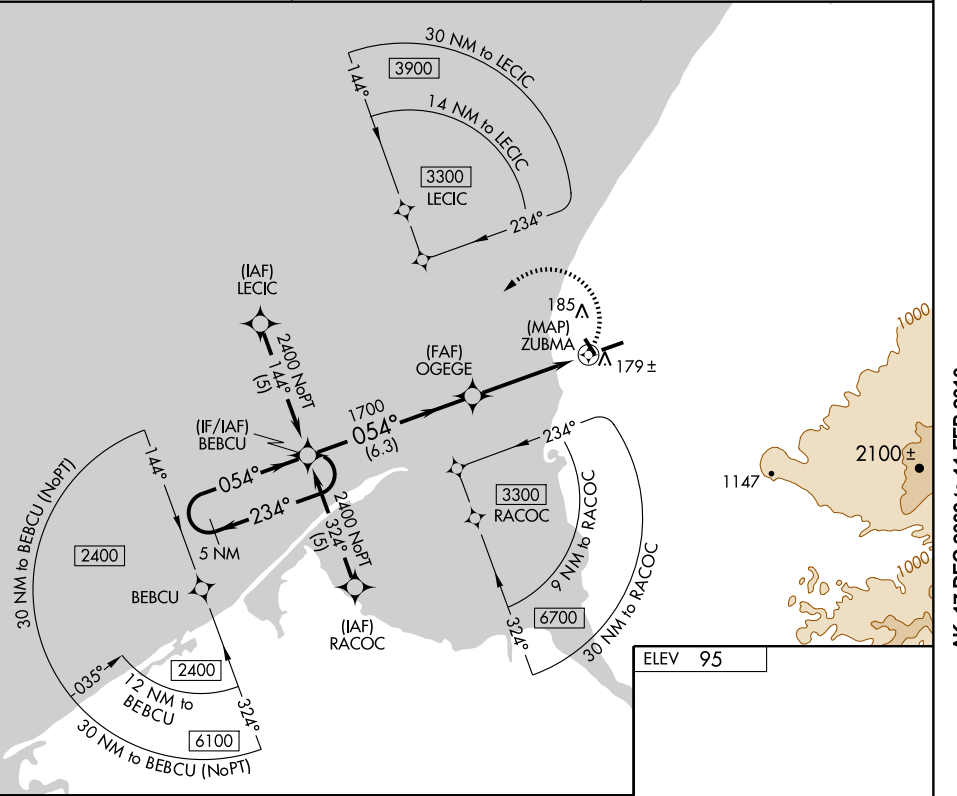 30 NM to LECIC
3900
144°
14 NM to LECIC
3300
LECIC
234°
(IAF)
LECIC
2400 NoPT
144°
(5)
185
(MAP)
ZUBMA
179 ±
(FAF)
OGEGE
1700
054°
(6.3)
(IF/IAF)
BEBCU
054°
234°
5 NM
2400 NoPT
324°
(5)
(IAF)
RACOC
234°
3300
RACOC
9 NM to RACOC
6700
30 NM to RACOC
324°
144°
30 NM to BEBCU (NoPT)
2400
BEBCU
2400
035°
12 NM to
BEBCU
324°
6100
30 NM to BEBCU (NoPT)
1000
2100 ±
1147
1000
ELEV 95